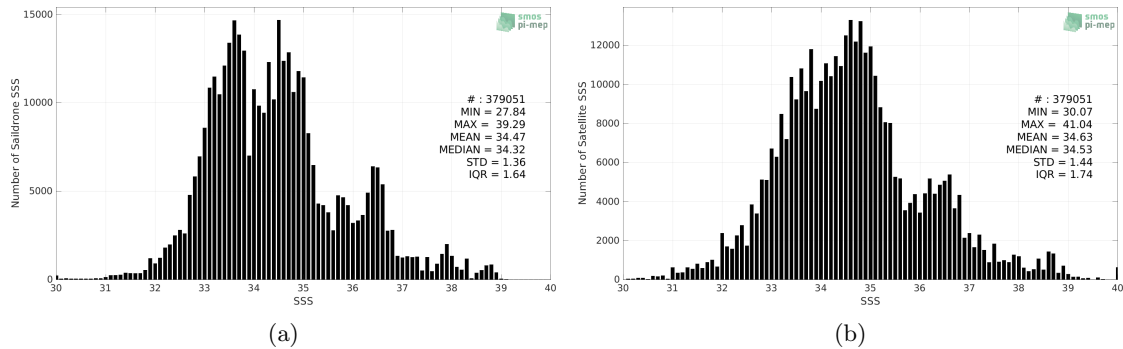 smos
pi-mep
15000
10000
5000
0
Number of Saildrone SSS
# : 379051
MIN = 27.84
MAX = 39.29
MEAN = 34.47
MEDIAN = 34.32
STD = 1.36
IQR = 1.64
30 31 32 33 34 35 36 37 38 39 40
SSS
(a)
smos
pi-mep
12000
10000
8000
6000
4000
2000
0
Number of Satellite SSS
# : 379051
MIN = 30.07
MAX = 41.04
MEAN = 34.63
MEDIAN = 34.53
STD = 1.44
IQR = 1.74
30 31 32 33 34 35 36 37 38 39 40
SSS
(b)